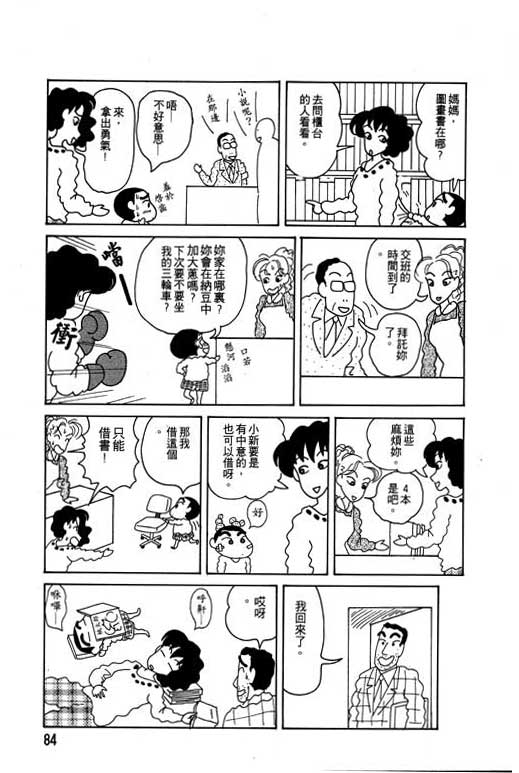 媽媽，
圖畫書在哪？
去問櫃台
的人看看。
小說呢？
在那邊
唔
不好意思
羞於
啓齒
來，
拿出勇氣！
交班的
時間到了
拜託妳
了。
妳家在哪裏？
妳會在納豆中
加大蔥嗎？
下次要不要坐
我的三輪車？
口若
懸河
滔滔
噹！
衝
這些
麻煩妳。
4本
是吧。
小新要是
有中意的，
也可以借呀。
好
那我
借這個
。
只能
借書！
我回來了。
哎呀
。
呼鼾
咻嗶
84